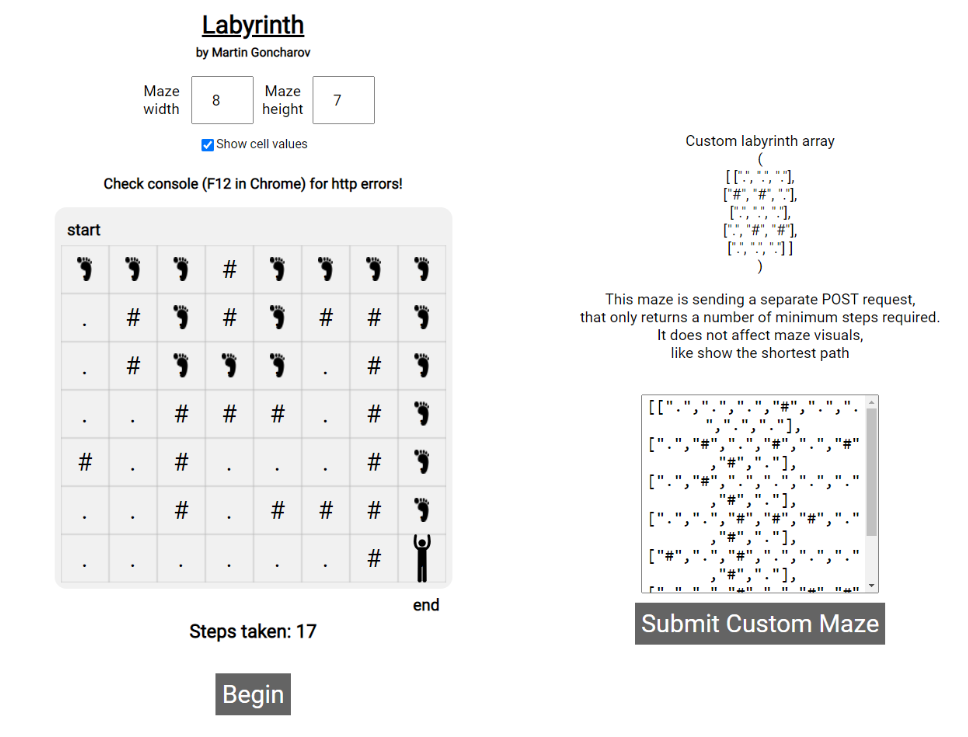 Labyrinth
by Martin Goncharov
Maze width
8
Maze height
7
Show cell values
Check console (F12 in Chrome) for http errors!
start
#
. # # # #
. # . #
. . # # # . #
# . # . . . #
. . # . # # #
. . . . . . #
end
Steps taken: 17
Begin
Custom labyrinth array
(
[ [".", ".", "."],
["#", "#", "."],
[".", ".", "."],
[".", "#", "#"],
[".", ".", "."] ]
)
This maze is sending a separate POST request,
that only returns a number of minimum steps required.
It does not affect maze visuals,
like show the shortest path
[[".",".",".","#",".",".
",".","."],
[".","#",".","#",".","#"
,"#","."],
[".","#",".",".",".","."
,"#","."],
[".",".","#","#","#","."
,"#","."],
["#",".","#",".",".","."
,"#","."],
Submit Custom Maze